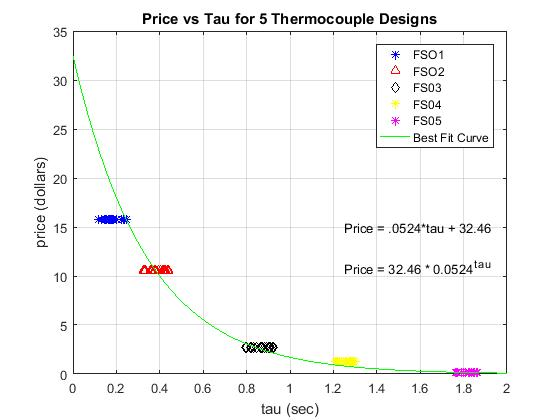 Price vs Tau for 5 Thermocouple Designs
35
30
25
20
15
10
5
0
price (dollars)
FSO1
FSO2
FS03
FS04
FS05
Best Fit Curve
Price = .0524*tau + 32.46
Price = 32.46 * 0.0524^tau
0 0.2 0.4 0.6 0.8 1 1.2 1.4 1.6 1.8 2
tau (sec)